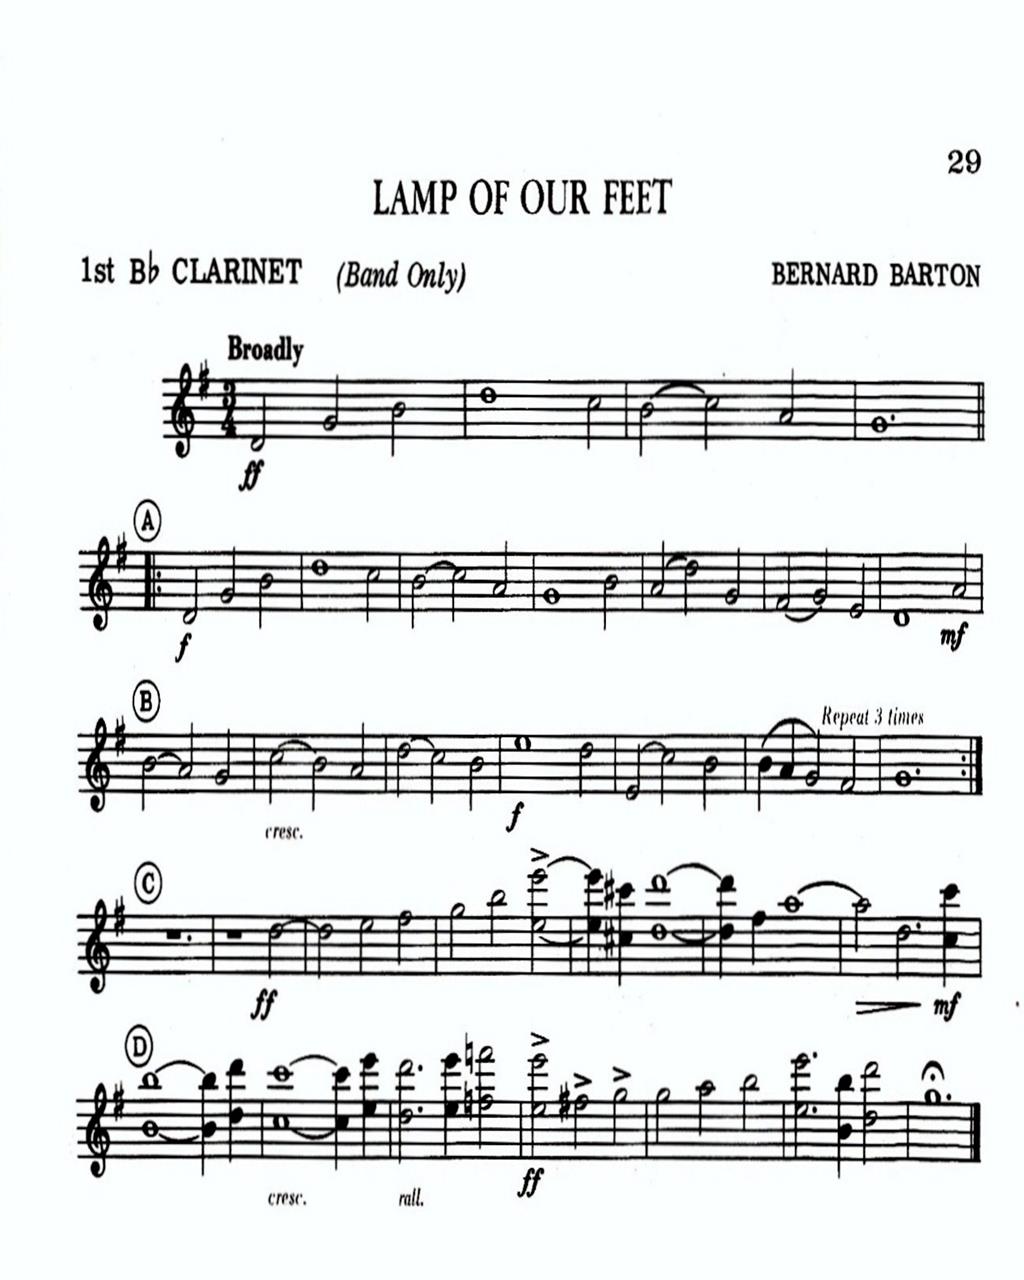 29
LAMP OF OUR FEET
1st B♭ CLARINET (Band Only) BERNARD BARTON
Broadly
3
4
ff
A
f
mf
B
Repeat 3 times
cresc.
f
C
ff
mf
D
cresc.
rall.
ff